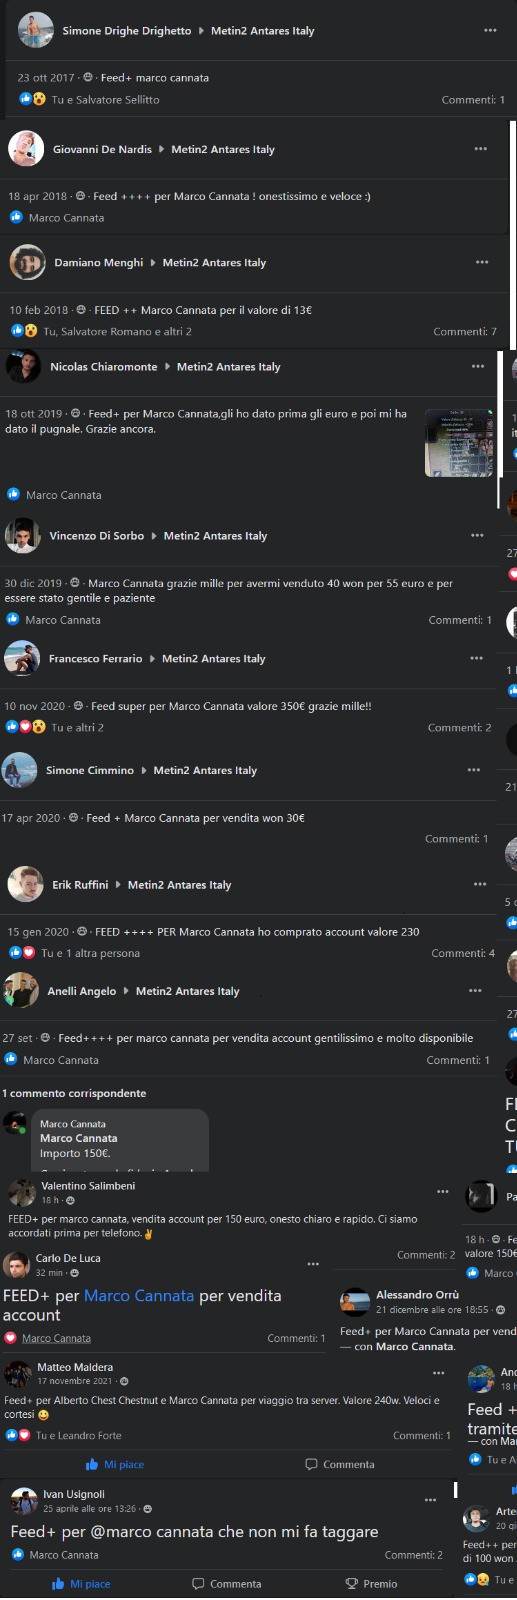 Simone Drighe Drighetto ▸ Metin2 Antares Italy
23 ott 2017 · Feed+ marco cannata
Tu e Salvatore Sellitto Commenti: 1
Giovanni De Nardis ▸ Metin2 Antares Italy
18 apr 2018 · Feed ++++ per Marco Cannata ! onestissimo e veloce :)
Marco Cannata
Damiano Menghi ▸ Metin2 Antares Italy
10 feb 2018 · FEED ++ Marco Cannata per il valore di 13€
Tu, Salvatore Romano e altri 2 Commenti: 7
Nicolas Chiaromonte ▸ Metin2 Antares Italy
18 ott 2019 · Feed+ per Marco Cannata,gli ho dato prima gli euro e poi mi ha
dato il pugnale. Grazie ancora.
Marco Cannata
Vincenzo Di Sorbo ▸ Metin2 Antares Italy
30 dic 2019 · Marco Cannata grazie mille per avermi venduto 40 won per 55 euro e per
essere stato gentile e paziente
Marco Cannata Commenti: 1
Francesco Ferrario ▸ Metin2 Antares Italy
10 nov 2020 · Feed super per Marco Cannata valore 350€ grazie mille!!
Tu e altri 2 Commenti: 2
Simone Cimmino ▸ Metin2 Antares Italy
17 apr 2020 · Feed + Marco Cannata per vendita won 30€
Commenti: 1
Erik Ruffini ▸ Metin2 Antares Italy
15 gen 2020 · FEED ++++ PER Marco Cannata ho comprato account valore 230
Tu e 1 altra persona Commenti: 4
Anelli Angelo ▸ Metin2 Antares Italy
27 set · Feed++++ per marco cannata per vendita account gentilissimo e molto disponibile
Marco Cannata Commenti: 1
1 commento corrispondente
Marco Cannata
Marco Cannata
Importo 150€.
Valentino Salimbeni
18 h ·
FEED+ per marco cannata, vendita account per 150 euro, onesto chiaro e rapido. Ci siamo
accordati prima per telefono.✌
Commenti: 2
Carlo De Luca
32 min ·
FEED+ per Marco Cannata per vendita
account
Marco Cannata Commenti: 1
Pa
18 h · Fe
valore 150€
Marco
Alessandro Orrù
21 dicembre alle ore 18:55 ·
Feed+ per Marco Cannata per vend
— con Marco Cannata.
Matteo Maldera
17 novembre 2021 ·
Feed+ per Alberto Chest Chestnut e Marco Cannata per viaggio tra server. Valore 240w. Veloci e
cortesi 😀
Tu e Leandro Forte Commenti: 1
Mi piace Commenta
18 h
Feed +
tramite
— con Mar
Tu e A
Ivan Usignoli
25 aprile alle ore 13:26 ·
Feed+ per @marco cannata che non mi fa taggare
Marco Cannata Commenti: 2
Mi piace Commenta Premio
Arte
20 gi
Feed++ per
di 100 won
Tu e